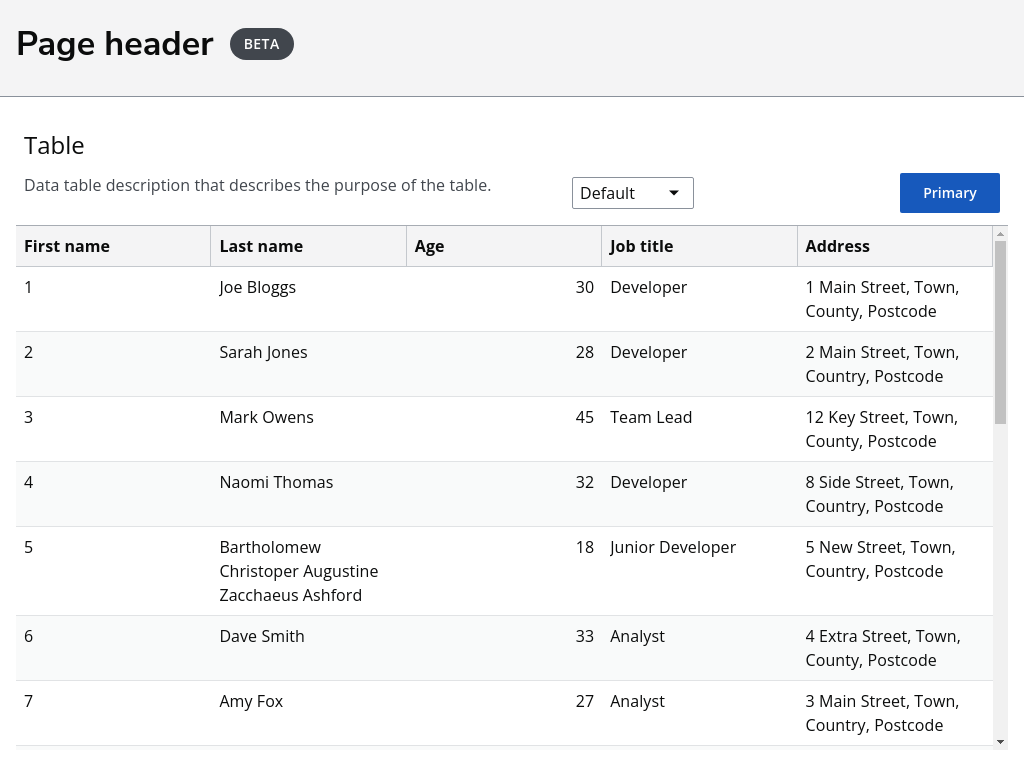 Page header BETA
Table
Data table description that describes the purpose of the table.
Default
Primary
First name Last name Age Job title Address
1 Joe Bloggs 30 Developer 1 Main Street, Town,
County, Postcode
2 Sarah Jones 28 Developer 2 Main Street, Town,
Country, Postcode
3 Mark Owens 45 Team Lead 12 Key Street, Town,
County, Postcode
4 Naomi Thomas 32 Developer 8 Side Street, Town,
Country, Postcode
5 Bartholomew 18 Junior Developer 5 New Street, Town,
Christoper Augustine Country, Postcode
Zacchaeus Ashford
6 Dave Smith 33 Analyst 4 Extra Street, Town,
County, Postcode
7 Amy Fox 27 Analyst 3 Main Street, Town,
Country, Postcode